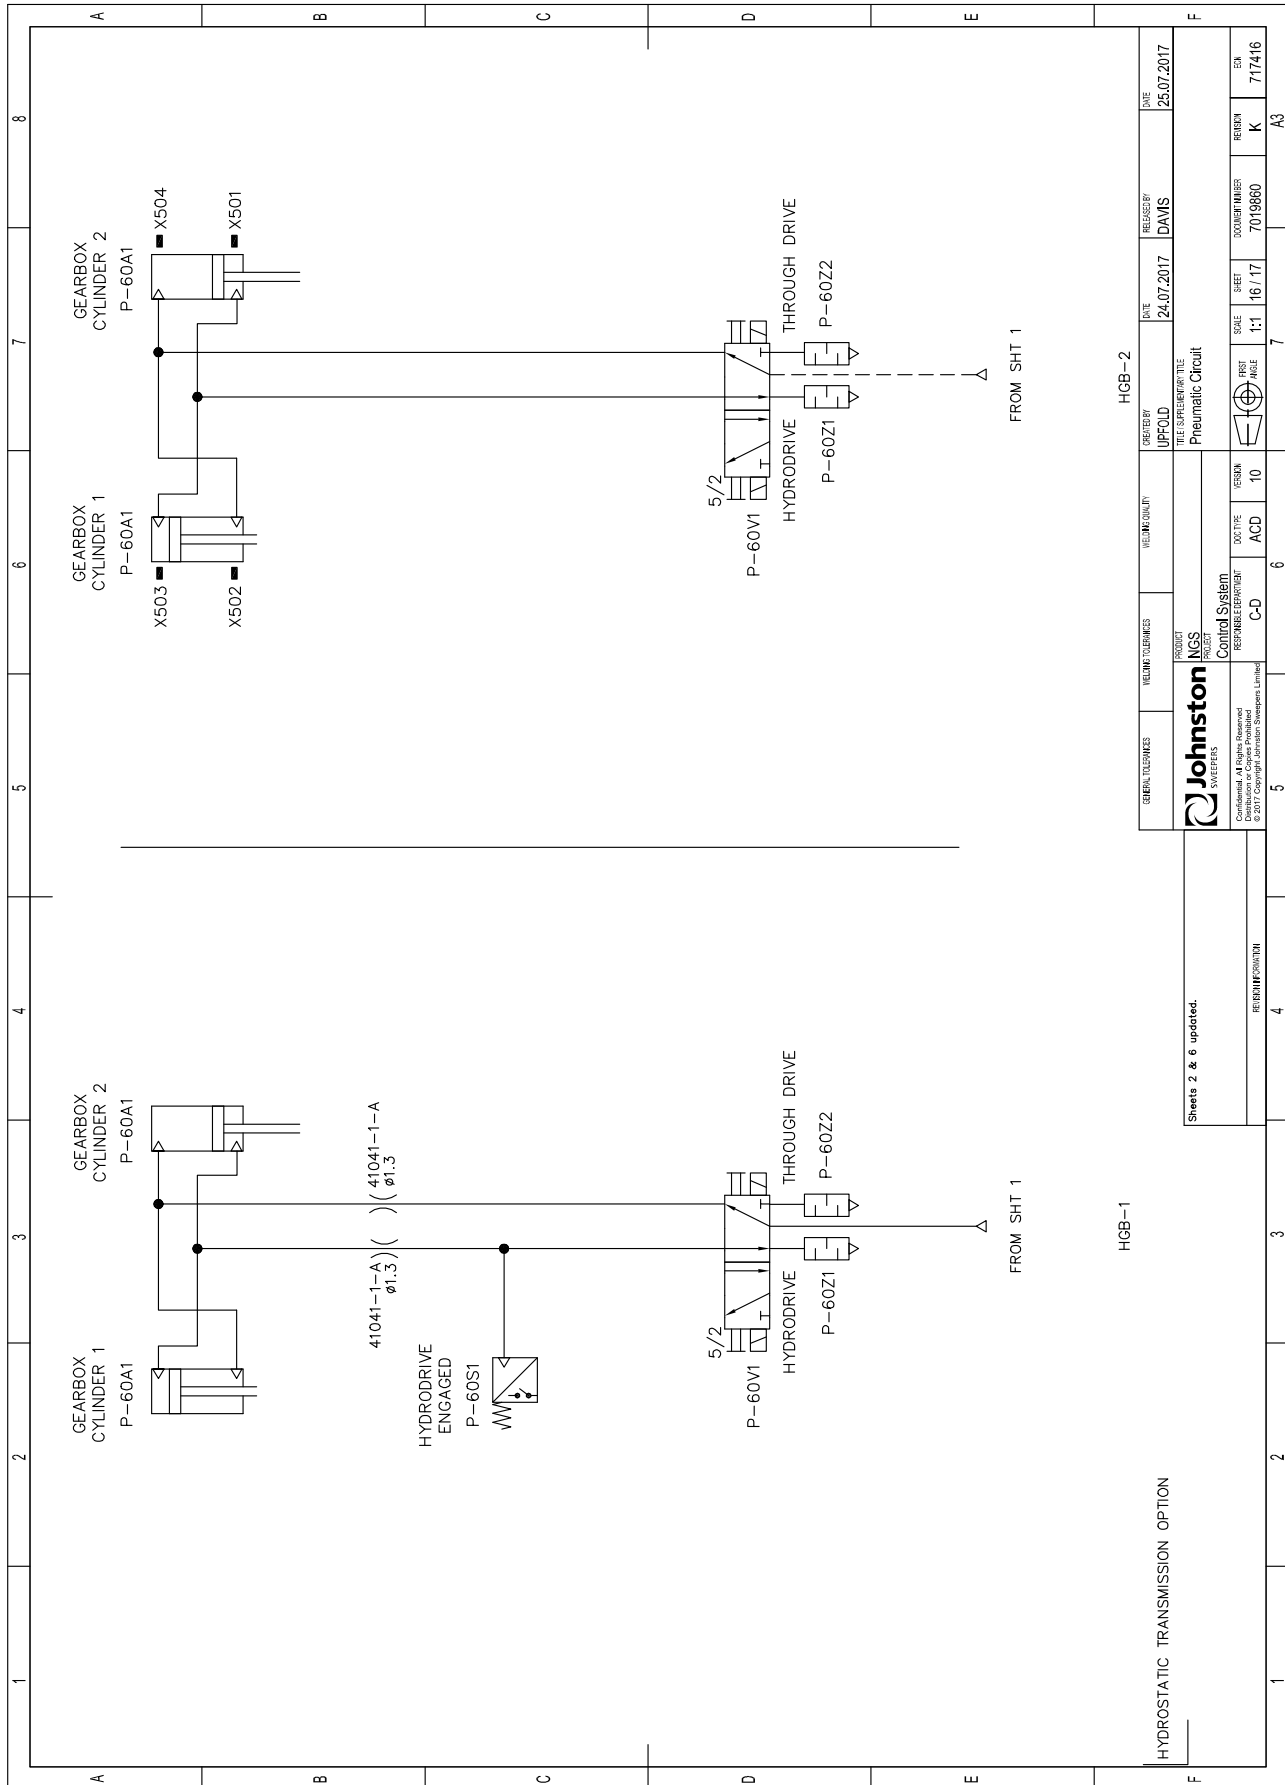 1
2
3
4
5
6
7
8
A
B
C
D
E
F
GEARBOX
CYLINDER 1
P-60A1
GEARBOX
CYLINDER 2
P-60A1
41041-1-A
ø1.3
41041-1-A
ø1.3
HYDRODRIVE
ENGAGED
P-60S1
5/2
P-60V1
HYDRODRIVE
THROUGH DRIVE
P-60Z1
P-60Z2
FROM SHT 1
HGB-1
GEARBOX
CYLINDER 1
P-60A1
X503
X502
GEARBOX
CYLINDER 2
P-60A1
X504
X501
5/2
P-60V1
HYDRODRIVE
THROUGH DRIVE
P-60Z1
P-60Z2
FROM SHT 1
HGB-2
HYDROSTATIC TRANSMISSION OPTION
Sheets 2 & 6 updated.
REVISION INFORMATION
GENERAL TOLERANCES
WELDING TOLERANCES
WELDING QUALITY
CREATED BY
UPFOLD
DATE
24.07.2017
RELEASED BY
DAVIS
DATE
25.07.2017
Johnston
SWEEPERS
PRODUCT
NGS
PROJECT
Control System
TITLE / SUPPLEMENTARY TITLE
Pneumatic Circuit
Confidential. All Rights Reserved
Distribution or Copies Prohibited
© 2017 Copyright Johnston Sweepers Limited
RESPONSIBLE DEPARTMENT
C-D
DOC TYPE
ACD
VERSION
10
FIRST
ANGLE
SCALE
1:1
SHEET
16 / 17
DOCUMENT NUMBER
7019860
REVISION
K
ECN
717416
1
2
3
4
5
6
7
A3
A
B
C
D
E
F